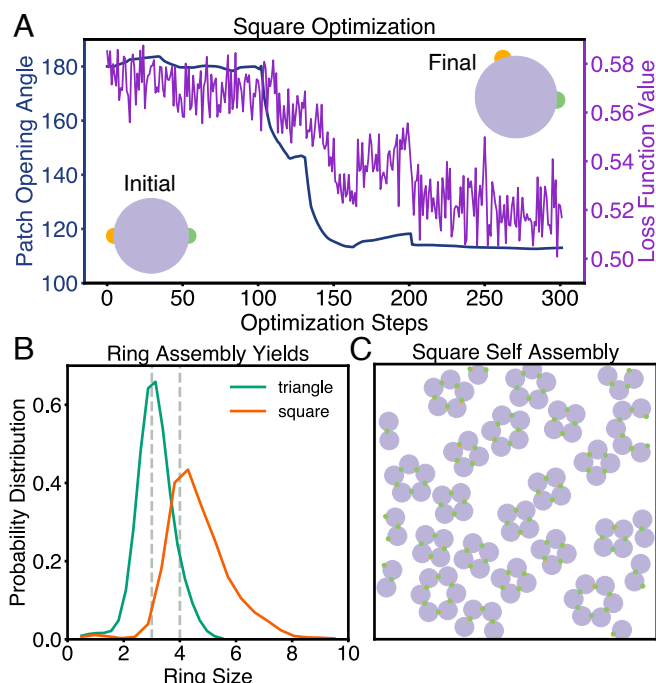 A
Square Optimization
Patch Opening Angle
180
160
140
120
100
Initial
Final
0.58
0.56
0.54
0.52
0.50
Loss Function Value
0 50 100 150 200 250 300
Optimization Steps
B
Ring Assembly Yields
Probability Distribution
0.6
0.4
0.2
0.0
triangle
square
0 2 4 6 8 10
Ring Size
C
Square Self Assembly